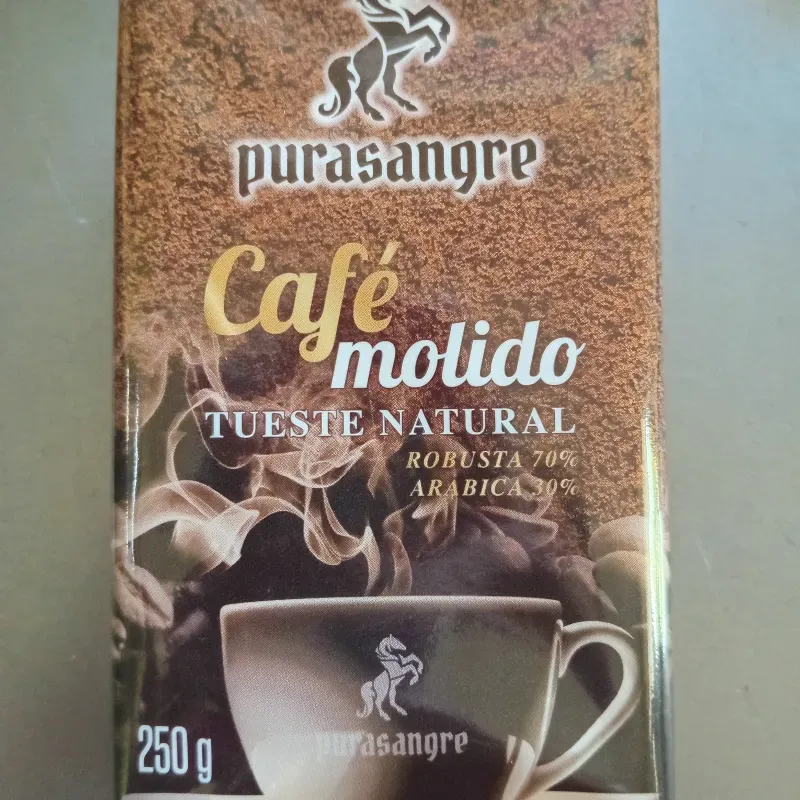 purasangre
Café
molido
TUESTE NATURAL
ROBUSTA 70%
ARABICA 30%
purasangre
250 g